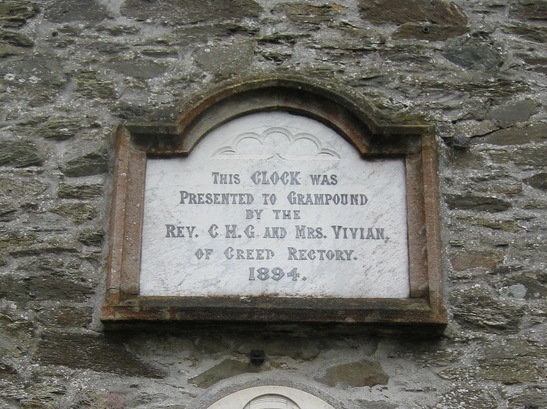 THIS CLOCK WAS
PRESENTED TO GRAMPOUND
BY THE
REV. C.H.G. AND MRS. VIVIAN,
OF CREED RECTORY.
1894.